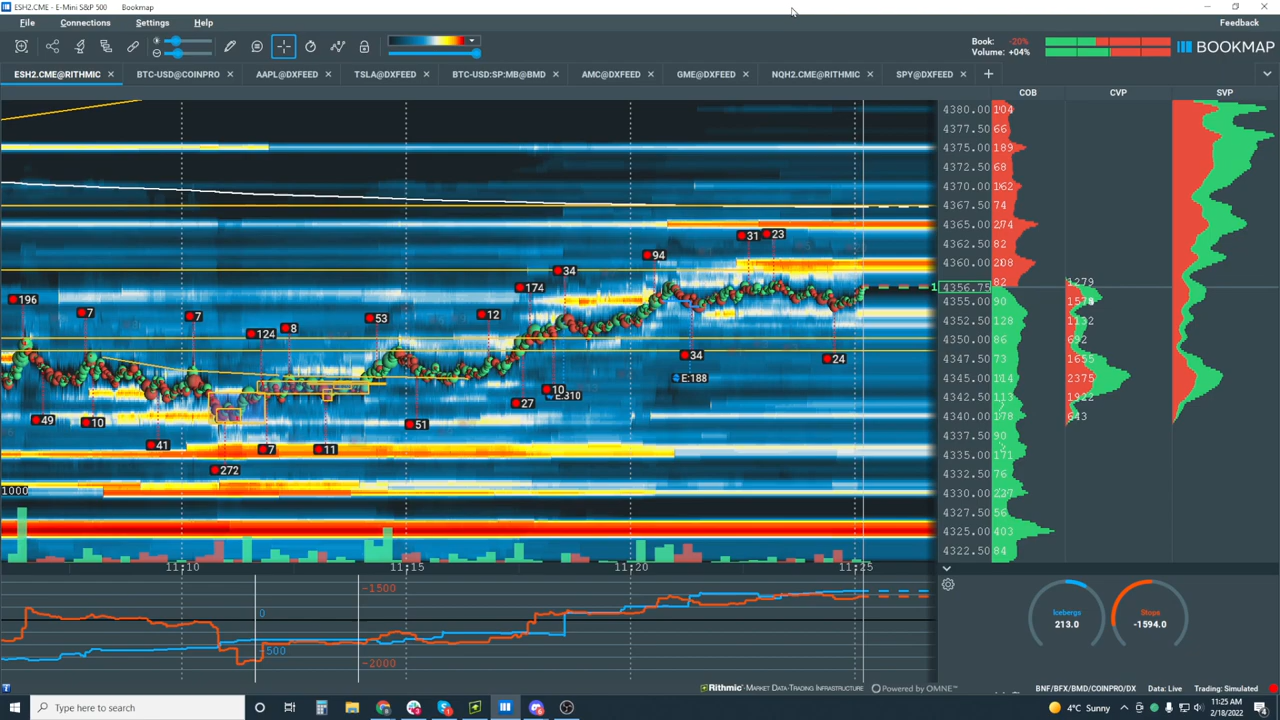 ESH2.CME - E-Mini S&P 500 Bookmap
File Connections Settings Help Feedback
Book: -20%
Volume: +04%
BOOKMAP
ESH2.CME@RITHMIC × BTC-USD@COINPRO × AAPL@DXFEED × TSLA@DXFEED × BTC-USD:SP:MB@BMD × AMC@DXFEED × GME@DXFEED × NQH2.CME@RITHMIC × SPY@DXFEED × +
COB CVP SVP
4380.00 104
4377.50 66
4375.00 189
4372.50 68
4370.00 162
4367.50 74
4365.00 274
4362.50 82
4360.00 208
82 1279
4356.75
4355.00 90 1578
4352.50 128 1132
4350.00 86 692
4347.50 73 1655
4345.00 114 2375
4342.50 113 1922
4340.00 178 643
4337.50 90
4335.00 171
4332.50 76
4330.00 237
4327.50 56
4325.00 403
4322.50 84
31 23
94
34
196 174
7 7 12
124 8 53
34 24
E:188
10 E:310
27
49 10 51
41 7 11
272
1000
11:10 11:15 11:20 11:25
-1500
0
-500
-2000
Icebergs
213.0
Stops
-1594.0
Rithmic - MARKET DATA-TRADING INFRASTRUCTURE Powered by OMNE™ BNF/BFX/BMD/COINPRO/DX Data: Live Trading: Simulated
Type here to search
4°C Sunny
11:25 AM
2/18/2022
4